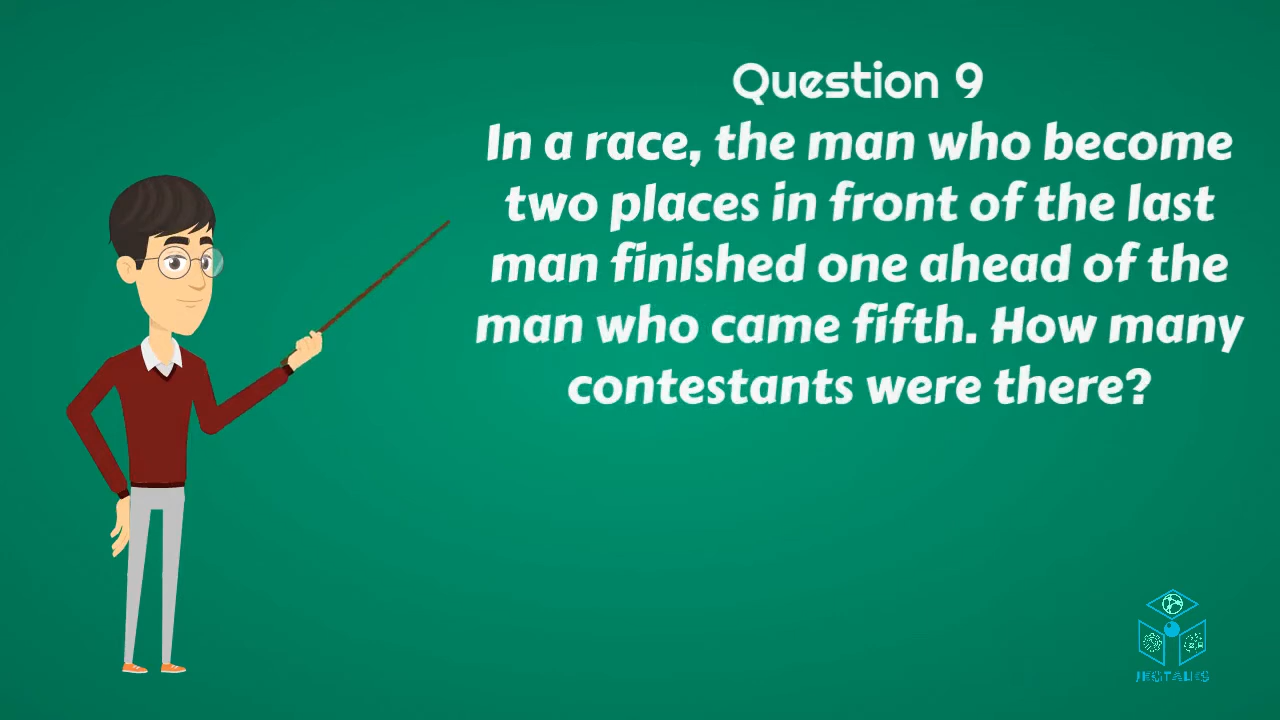 Question 9
In a race, the man who become
two places in front of the last
man finished one ahead of the
man who came fifth. How many
contestants were there?